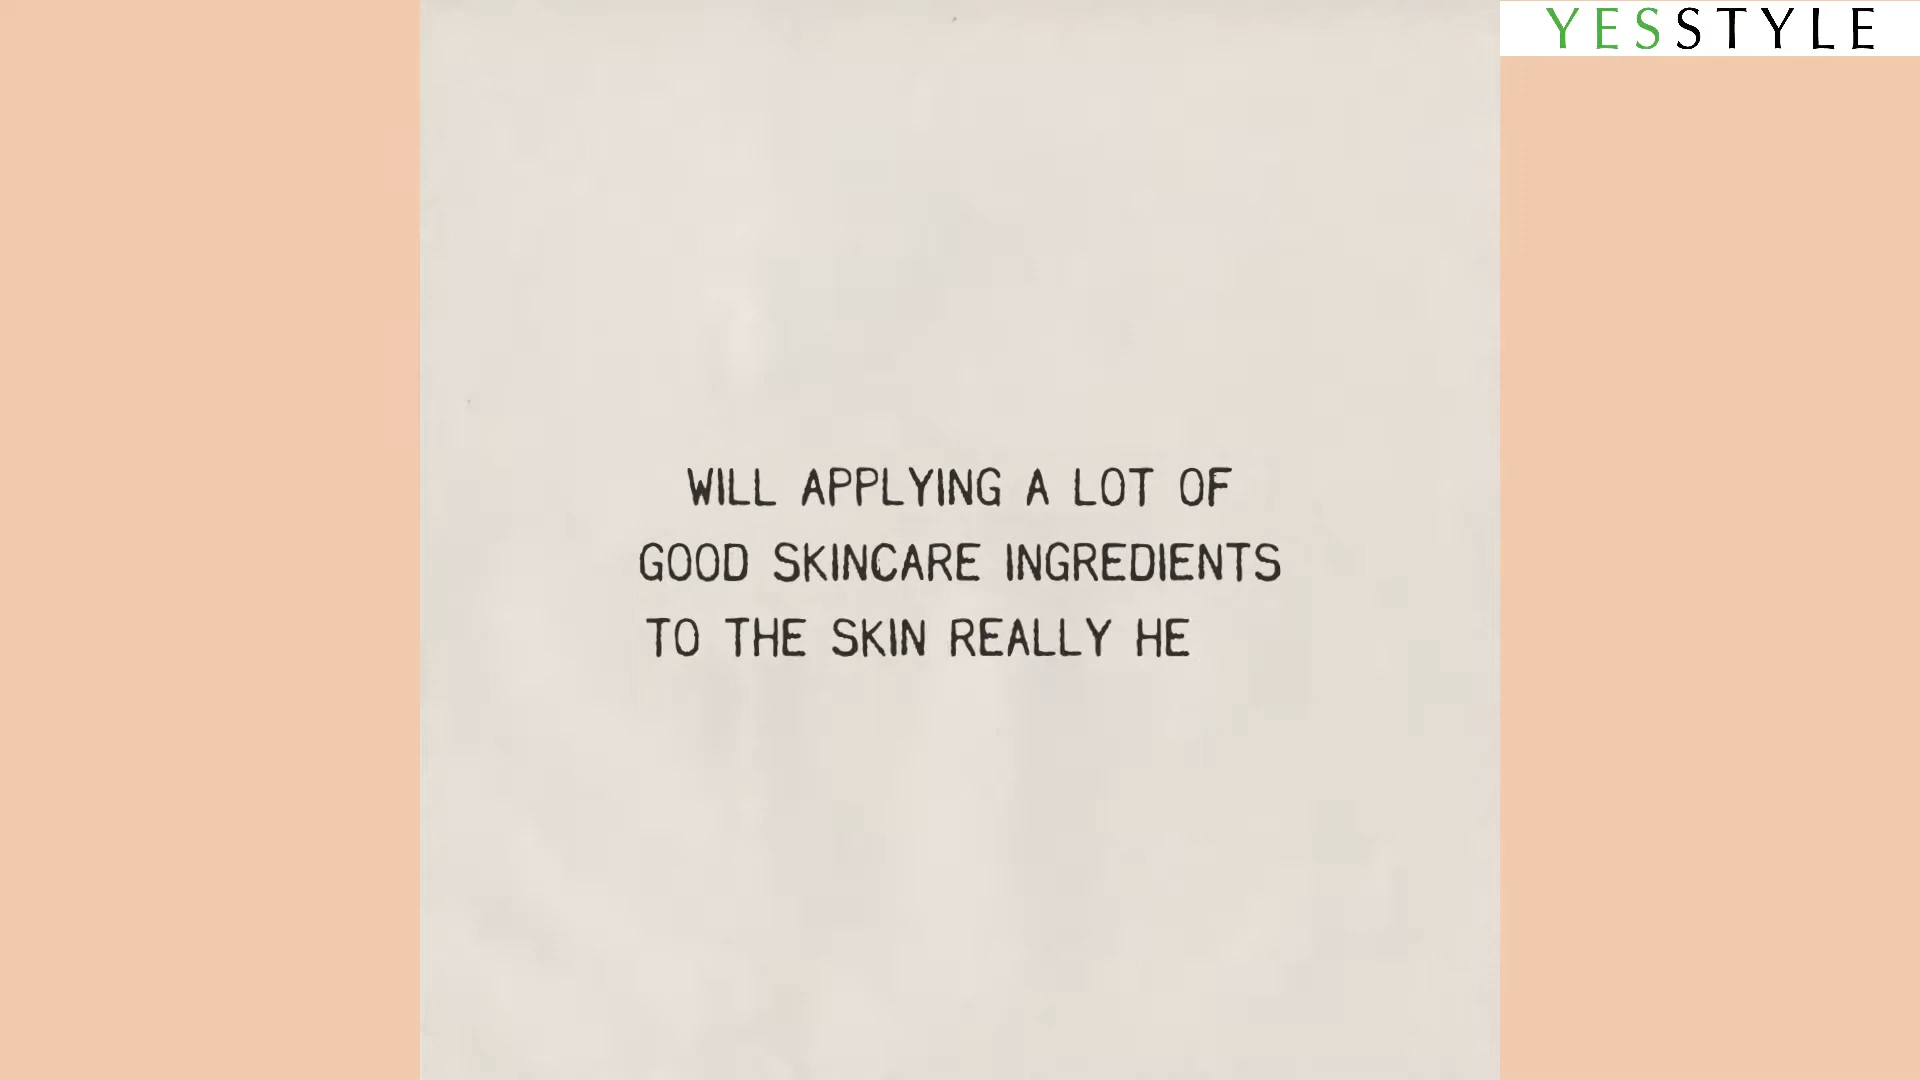 YESSTYLE
WILL APPLYING A LOT OF
GOOD SKINCARE INGREDIENTS
TO THE SKIN REALLY HE